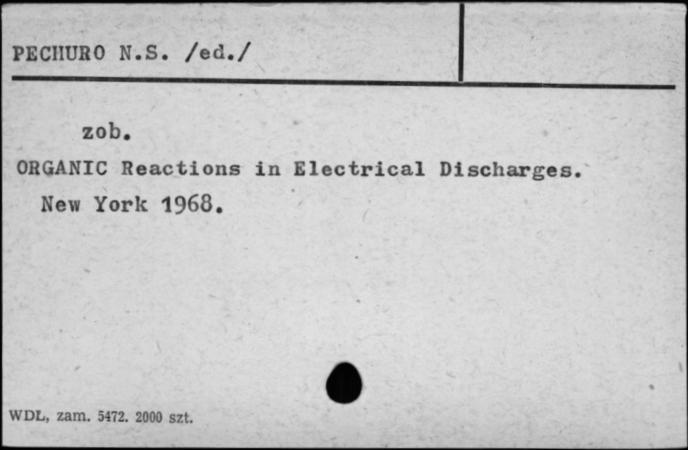 PECHURO N.S. /ed./
zob.
ORGANIC Reactions in Electrical Discharges.
New York 1968.
WDL, zam. 5472. 2000 szt.